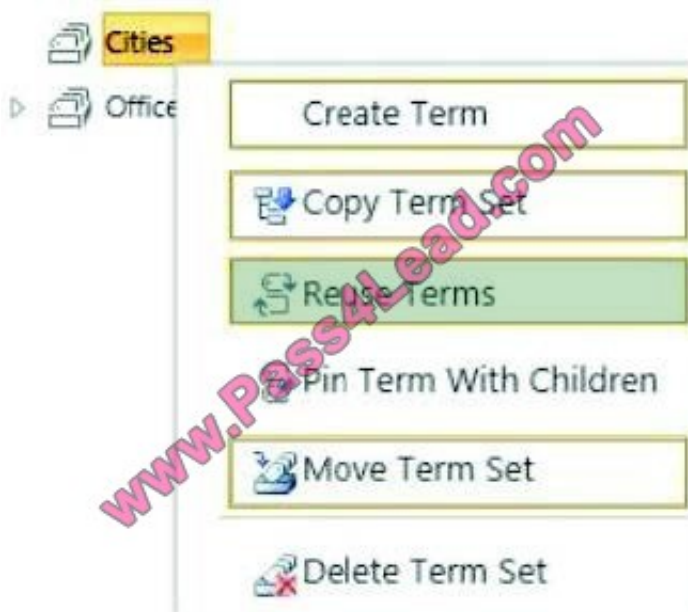 Cities
Office
Create Term
Copy Term Set
Reuse Terms
Pin Term With Children
Move Term Set
Delete Term Set
www.Pass4Lead.com